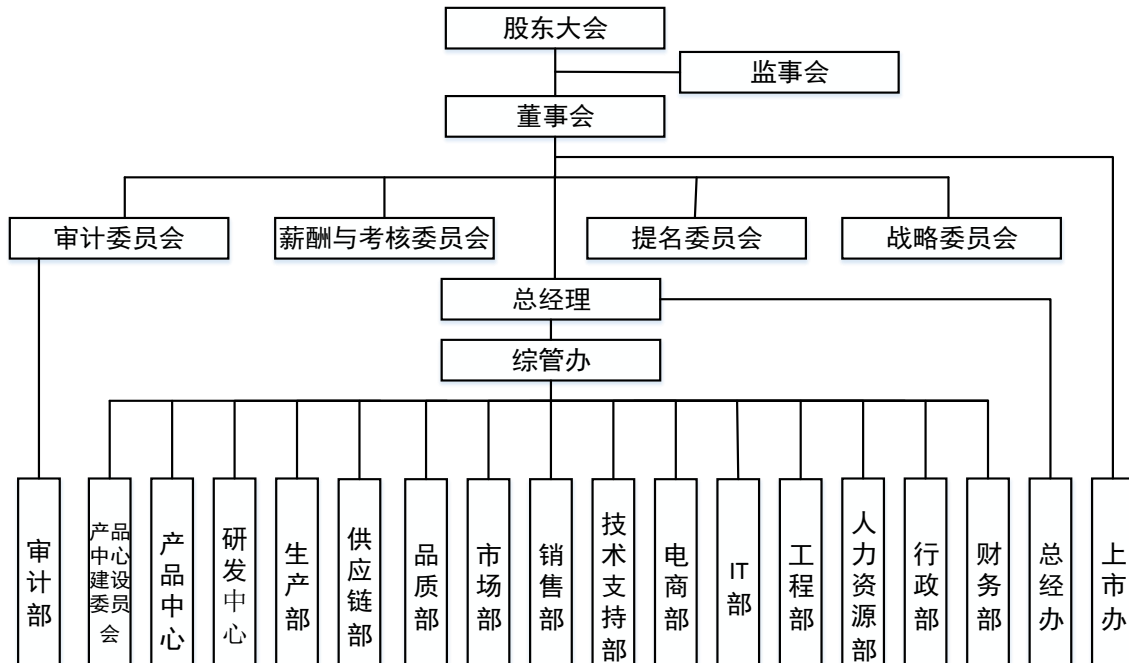 股东大会
监事会
董事会
审计委员会
薪酬与考核委员会
提名委员会
战略委员会
总经理
综管办
审计部
产品
中心
建设
委员
会
产品中心
研发中心
生产部
供应链部
品质部
市场部
销售部
技术支持部
电商部
IT
部
工程部
人力资源部
行政部
财务部
总经办
上市办